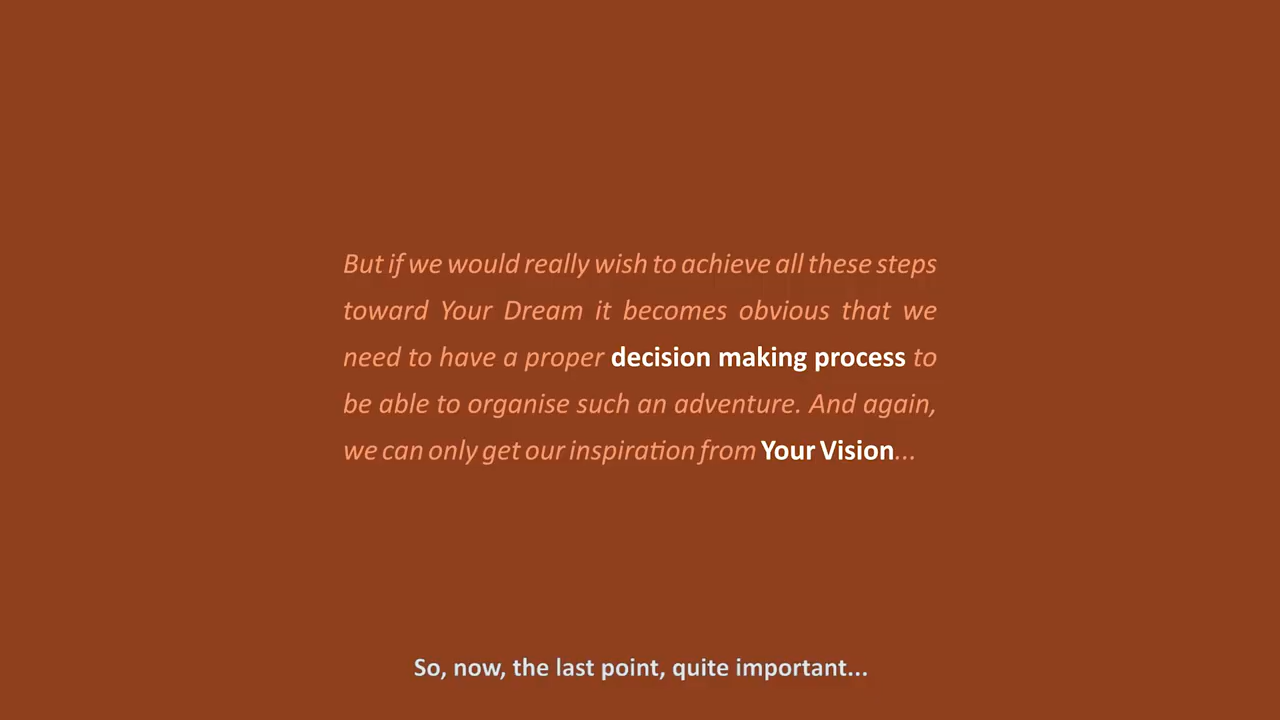 But if we would really wish to achieve all these steps
toward Your Dream it becomes obvious that we
need to have a proper decision making process to
be able to organise such an adventure. And again,
we can only get our inspiration from Your Vision...
So, now, the last point, quite important...